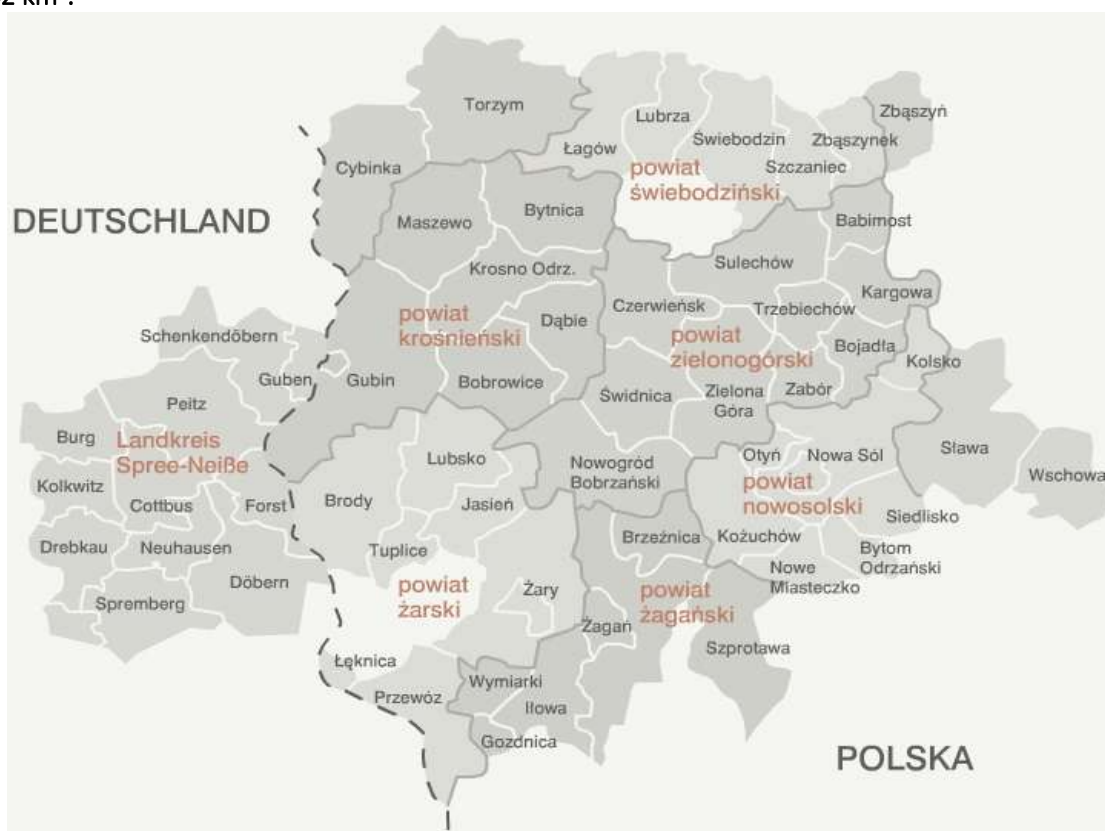 Torzym
Zbąszyń
Lubrza
Świebodzin
Zbąszynek
Łagów
Szczaniec
Cybinka
powiat
świebodziński
DEUTSCHLAND
Maszewo
Bytnica
Babimost
Krosno Odrz.
Sulechów
Kargowa
Czerwieńsk
Trzebiechów
powiat
krośnieński
Dąbie
powiat
zielonogórski
Bojadła
Kolsko
Schenkendöbern
Guben
Gubin
Bobrowice
Świdnica
Zielona
Góra
Zabór
Peitz
Burg
Landkreis
Spree-Neiße
Lubsko
Nowogród
Bobrzański
Otyń
Nowa Sól
Sława
Wschowa
Kolkwitz
Cottbus
Forst
Brody
Jasień
powiat
nowosolski
Siedlisko
Drebkau
Neuhausen
Tuplice
Brzeźnica
Kożuchów
Bytom
Odrzański
Döbern
Nowe
Miasteczko
Spremberg
powiat
żarski
Żary
powiat
żagański
Żagań
Szprotawa
Łęknica
Przewóz
Wymiarki
Iłowa
Gozdnica
POLSKA